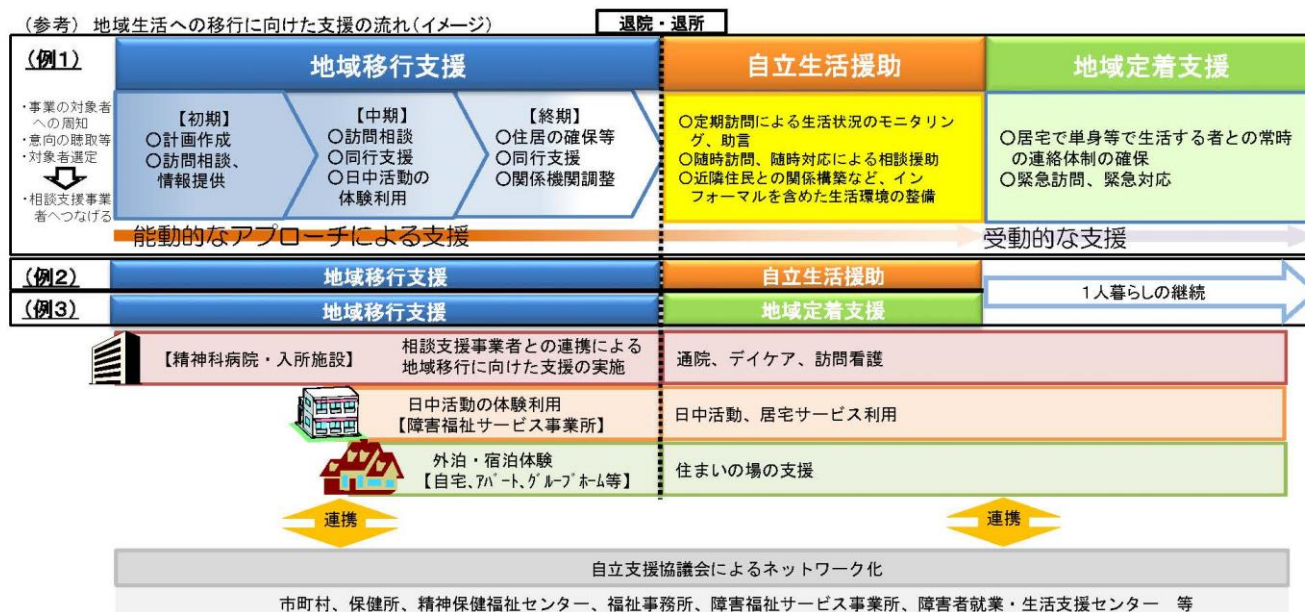 (参考) 地域生活への移行に向けた支援の流れ(イメージ)
退院・退所
(例1)
・事業の対象者
への周知
・意向の聴取等
・対象者選定
・相談支援事業
者へつなげる
地域移行支援
【初期】
○計画作成
○訪問相談、
情報提供
【中期】
○訪問相談
○同行支援
○日中活動の
体験利用
【終期】
○住居の確保等
○同行支援
○関係機関調整
自立生活援助
○定期訪問による生活状況のモニタリン
グ、助言
○随時訪問、随時対応による相談援助
○近隣住民との関係構築など、イン
フォーマルを含めた生活環境の整備
地域定着支援
○居宅で単身等で生活する者との常時
の連絡体制の確保
○緊急訪問、緊急対応
能動的なアプローチによる支援
受動的な支援
(例2)
地域移行支援
自立生活援助
1人暮らしの継続
(例3)
地域移行支援
地域定着支援
【精神科病院・入所施設】
相談支援事業者との連携による
地域移行に向けた支援の実施
通院、デイケア、訪問看護
日中活動の体験利用
【障害福祉サービス事業所】
日中活動、居宅サービス利用
外泊・宿泊体験
【自宅、アパート、グループホーム等】
住まいの場の支援
連携
連携
自立支援協議会によるネットワーク化
市町村、保健所、精神保健福祉センター、福祉事務所、障害福祉サービス事業所、障害者就業・生活支援センター 等